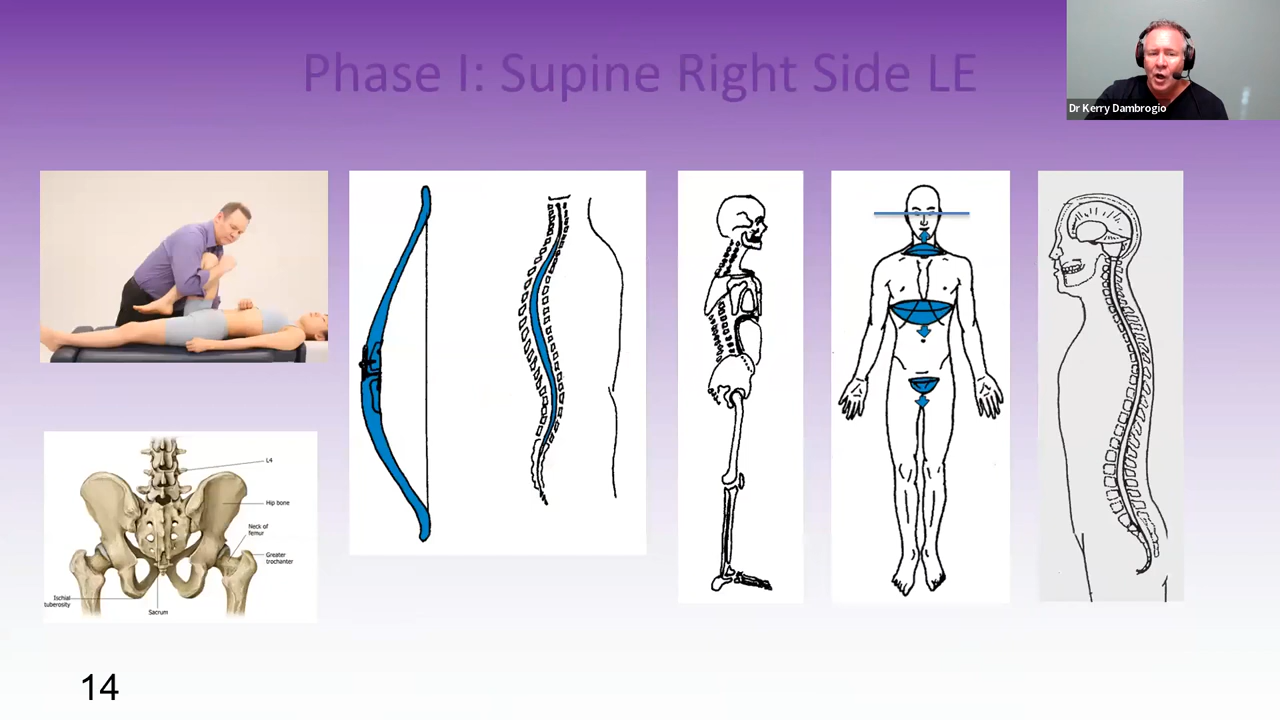 Phase I: Supine Right Side LE
Dr Kerry Dambrogio
L4
Hip bone
Neck of
femur
Greater
trochanter
Ischial
tuberosity
Sacrum
14